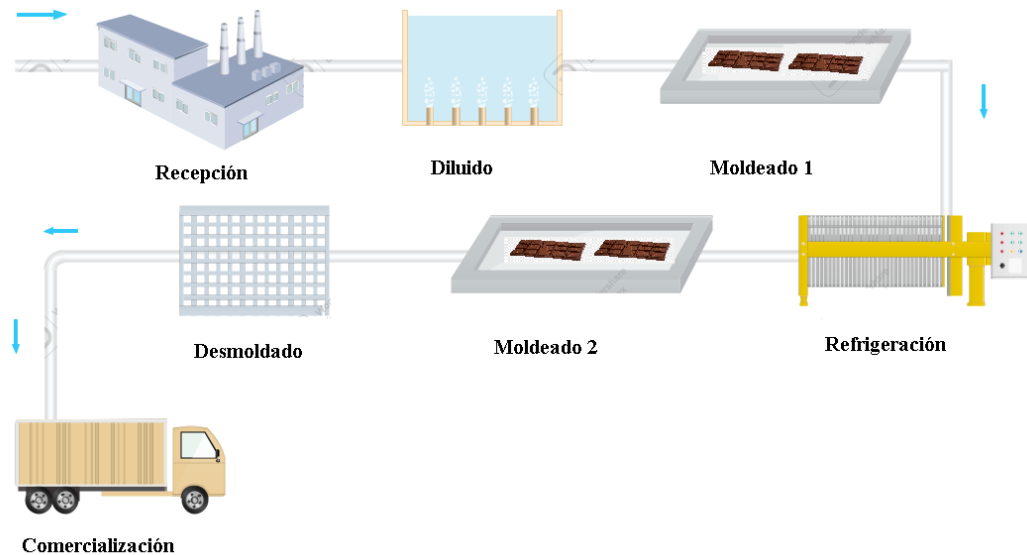 Recepción
Diluido
Moldeado 1
Desmoldado
Moldeado 2
Refrigeración
Comercialización